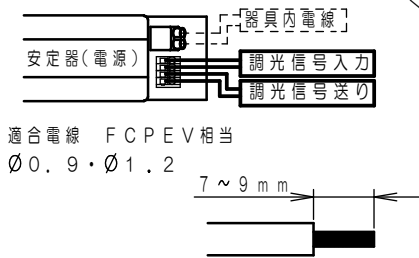 器具内電線
安定器(電源)
調光信号入力
調光信号送り
適合電線 FCPEV相当
Ø0.9・Ø1.2
7~9mm